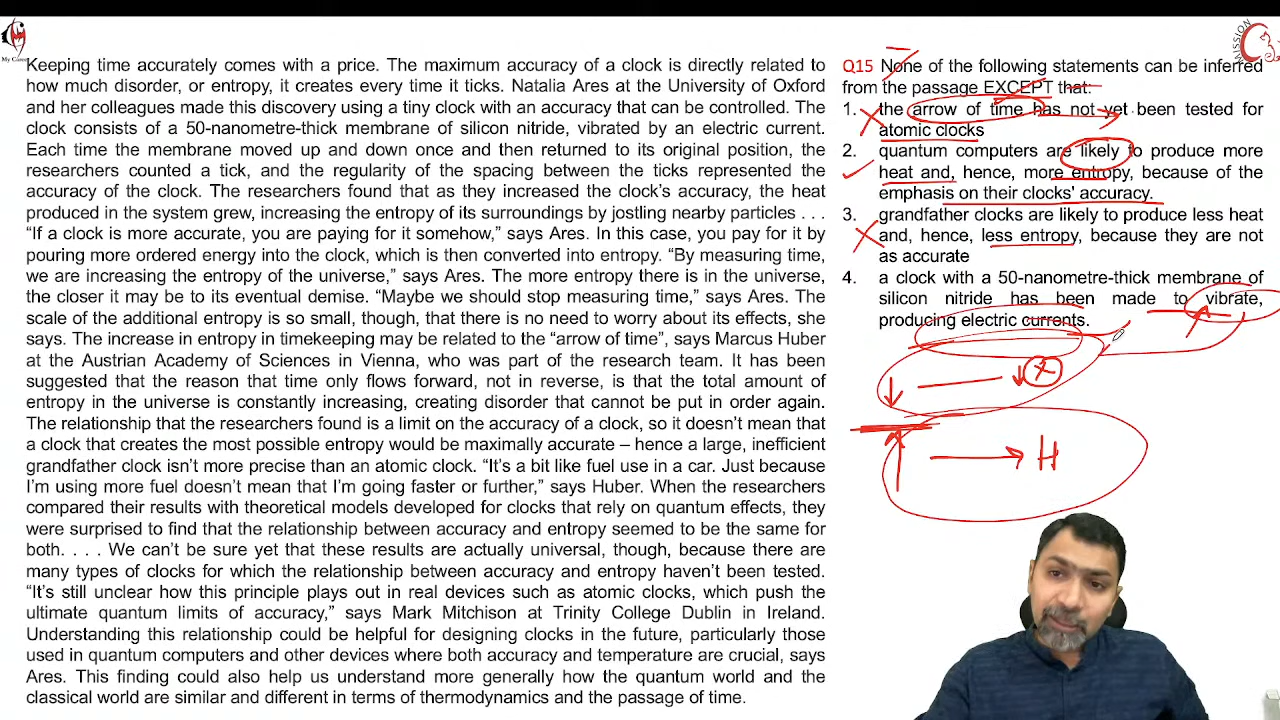 My Career
MISSION
Keeping time accurately comes with a price. The maximum accuracy of a clock is directly related to
how much disorder, or entropy, it creates every time it ticks. Natalia Ares at the University of Oxford
and her colleagues made this discovery using a tiny clock with an accuracy that can be controlled. The
clock consists of a 50-nanometre-thick membrane of silicon nitride, vibrated by an electric current.
Each time the membrane moved up and down once and then returned to its original position, the
researchers counted a tick, and the regularity of the spacing between the ticks represented the
accuracy of the clock. The researchers found that as they increased the clock's accuracy, the heat
produced in the system grew, increasing the entropy of its surroundings by jostling nearby particles . . .
“If a clock is more accurate, you are paying for it somehow,” says Ares. In this case, you pay for it by
pouring more ordered energy into the clock, which is then converted into entropy. “By measuring time,
we are increasing the entropy of the universe,” says Ares. The more entropy there is in the universe,
the closer it may be to its eventual demise. “Maybe we should stop measuring time,” says Ares. The
scale of the additional entropy is so small, though, that there is no need to worry about its effects, she
says. The increase in entropy in timekeeping may be related to the “arrow of time”, says Marcus Huber
at the Austrian Academy of Sciences in Vienna, who was part of the research team. It has been
suggested that the reason that time only flows forward, not in reverse, is that the total amount of
entropy in the universe is constantly increasing, creating disorder that cannot be put in order again.
The relationship that the researchers found is a limit on the accuracy of a clock, so it doesn't mean that
a clock that creates the most possible entropy would be maximally accurate – hence a large, inefficient
grandfather clock isn't more precise than an atomic clock. “It's a bit like fuel use in a car. Just because
I'm using more fuel doesn't mean that I'm going faster or further,” says Huber. When the researchers
compared their results with theoretical models developed for clocks that rely on quantum effects, they
were surprised to find that the relationship between accuracy and entropy seemed to be the same for
both. . . . We can't be sure yet that these results are actually universal, though, because there are
many types of clocks for which the relationship between accuracy and entropy haven't been tested.
“It's still unclear how this principle plays out in real devices such as atomic clocks, which push the
ultimate quantum limits of accuracy,” says Mark Mitchison at Trinity College Dublin in Ireland.
Understanding this relationship could be helpful for designing clocks in the future, particularly those
used in quantum computers and other devices where both accuracy and temperature are crucial, says
Ares. This finding could also help us understand more generally how the quantum world and the
classical world are similar and different in terms of thermodynamics and the passage of time.
Q15 None of the following statements can be inferred
from the passage EXCEPT that:
1. the arrow of time has not yet been tested for
atomic clocks
2. quantum computers are likely to produce more
heat and, hence, more entropy, because of the
emphasis on their clocks' accuracy.
3. grandfather clocks are likely to produce less heat
and, hence, less entropy, because they are not
as accurate
4. a clock with a 50-nanometre-thick membrane of
silicon nitride has been made to vibrate,
producing electric currents.
H